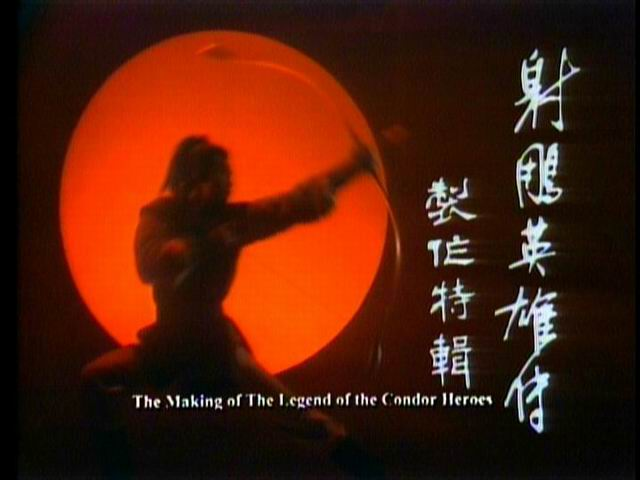 射鵰英雄傳
製作特輯
The Making of The Legend of the Condor Heroes